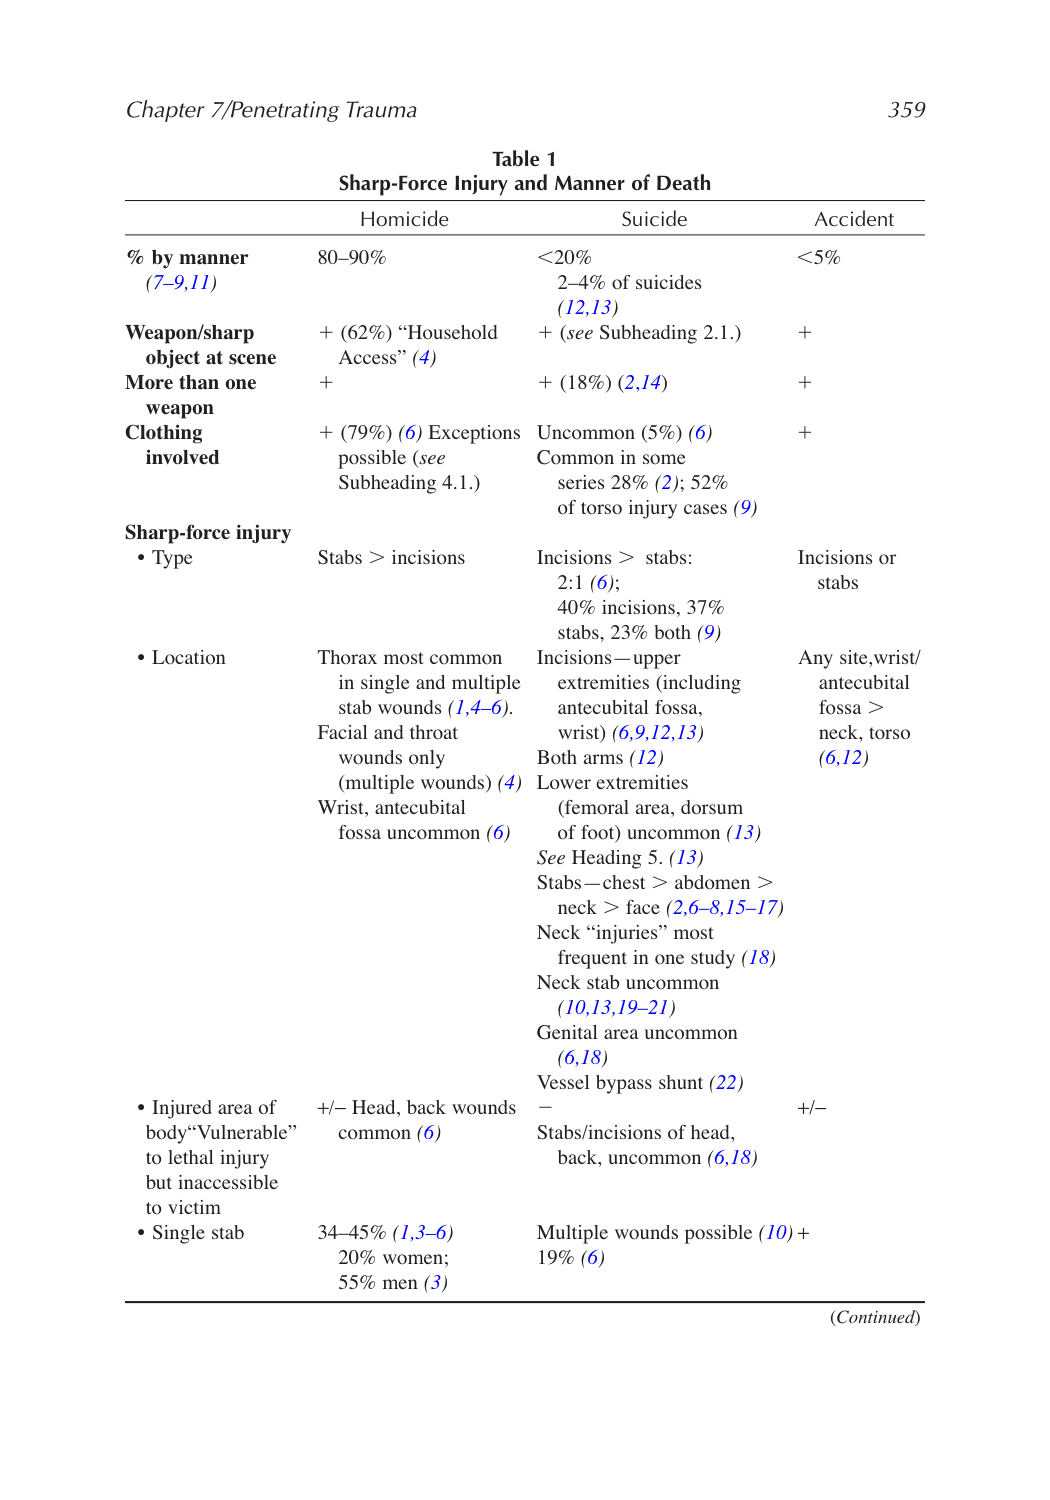 Chapter 7/Penetrating Trauma 359
Table 1
Sharp-Force Injury and Manner of Death
Homicide Suicide Accident
% by manner 80–90% <20% <5%
(7–9,11) 2–4% of suicides
(12,13)
Weapon/sharp + (62%) “Household + (see Subheading 2.1.) +
object at scene Access” (4)
More than one + + (18%) (2,14) +
weapon
Clothing + (79%) (6) Exceptions Uncommon (5%) (6) +
involved possible (see Common in some
Subheading 4.1.) series 28% (2); 52%
of torso injury cases (9)
Sharp-force injury
• Type Stabs > incisions Incisions > stabs: Incisions or
2:1 (6); stabs
40% incisions, 37%
stabs, 23% both (9)
• Location Thorax most common Incisions—upper Any site,wrist/
in single and multiple extremities (including antecubital
stab wounds (1,4–6). antecubital fossa, fossa >
Facial and throat wrist) (6,9,12,13) neck, torso
wounds only Both arms (12) (6,12)
(multiple wounds) (4) Lower extremities
Wrist, antecubital (femoral area, dorsum
fossa uncommon (6) of foot) uncommon (13)
See Heading 5. (13)
Stabs—chest > abdomen >
neck > face (2,6–8,15–17)
Neck “injuries” most
frequent in one study (18)
Neck stab uncommon
(10,13,19–21)
Genital area uncommon
(6,18)
Vessel bypass shunt (22)
• Injured area of +/– Head, back wounds – +/–
body“Vulnerable” common (6) Stabs/incisions of head,
to lethal injury back, uncommon (6,18)
but inaccessible
to victim
• Single stab 34–45% (1,3–6) Multiple wounds possible (10) +
20% women; 19% (6)
55% men (3)
(Continued)